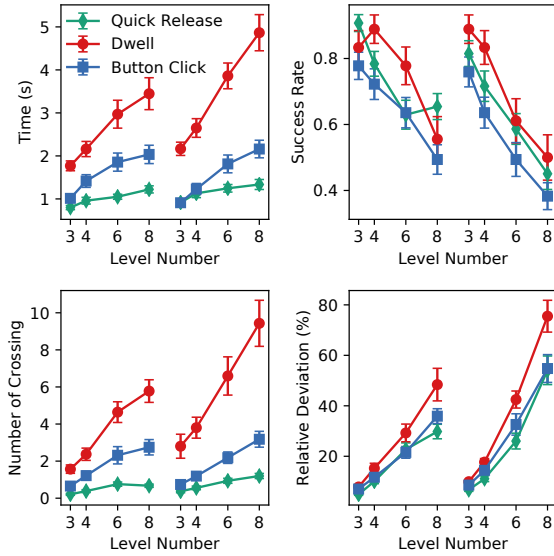 Quick Release
Dwell
Button Click
Time (s)
5
4
3
2
1
3 4 6 8 3 4 6 8
Level Number
Success Rate
0.8
0.6
0.4
3 4 6 8 3 4 6 8
Level Number
Number of Crossing
10
8
6
4
2
0
3 4 6 8 3 4 6 8
Level Number
Relative Deviation (%)
80
60
40
20
3 4 6 8 3 4 6 8
Level Number